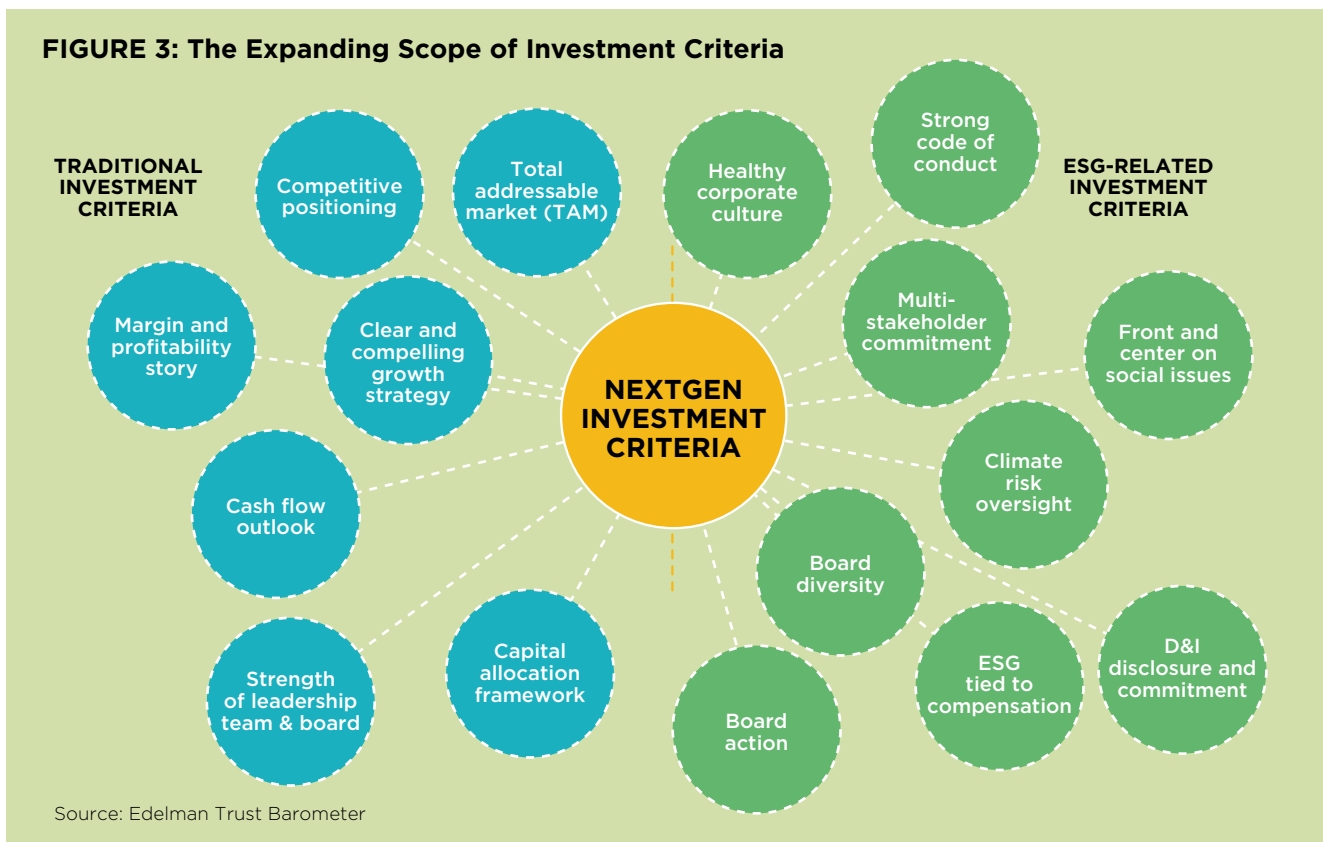 FIGURE 3: The Expanding Scope of Investment Criteria
TRADITIONAL
INVESTMENT
CRITERIA
Competitive
positioning
Total
addressable
market (TAM)
Healthy
corporate
culture
Strong
code of
conduct
ESG-RELATED
INVESTMENT
CRITERIA
Margin and
profitability
story
Clear and
compelling
growth
strategy
Multi-
stakeholder
commitment
Front and
center on
social issues
NEXTGEN
INVESTMENT
CRITERIA
Cash flow
outlook
Climate
risk
oversight
Board
diversity
Strength
of leadership
team & board
Capital
allocation
framework
Board
action
ESG
tied to
compensation
D&I
disclosure and
commitment
Source: Edelman Trust Barometer